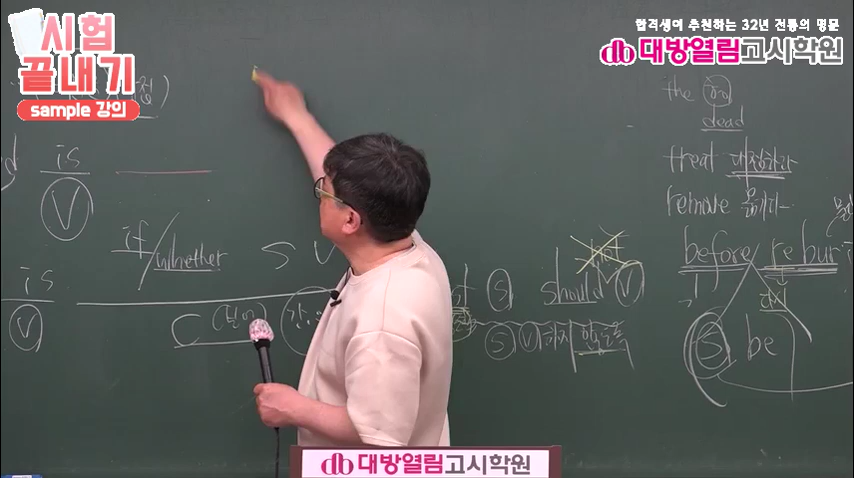 시험
끝내기
sample 강의
합격생이 추천하는 32년 전통의 명문
대방열림고시학원
the
dead
treat 대접하다
remove 옮기다
is
V
if/whether S V
before rebur
is
V
C (보어)
S should V
S V 하지 않도록
S be
대방열림고시학원